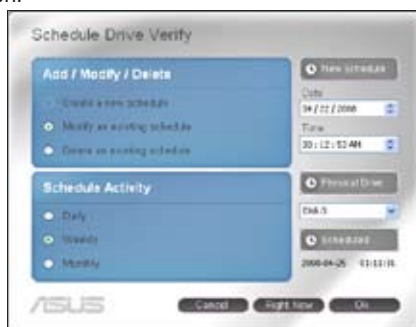 en.
Schedule Drive Verify
Add / Modify / Delete
New Schedule
Create a new schedule
Date
Modify an existing schedule
Time
Delete an existing schedule
Schedule Activity
Physical Drive
Daily
Weekly
Scheduled
Monthly
ASUS
Cancel
Right Now
Ok